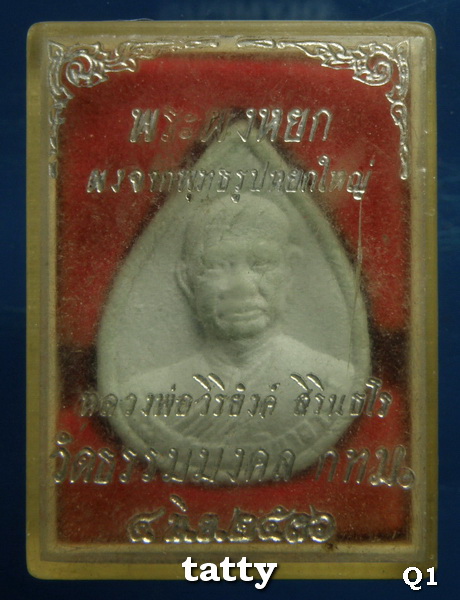 พระผงหยก
ผงจากพุทธรูปหยกใหญ่
หลวงพ่อวิริยังค์ สิรินธโร
วัดธรรมมงคล กทม.
๔ มิ.ย. ๒๕๓๖
tatty
Q1